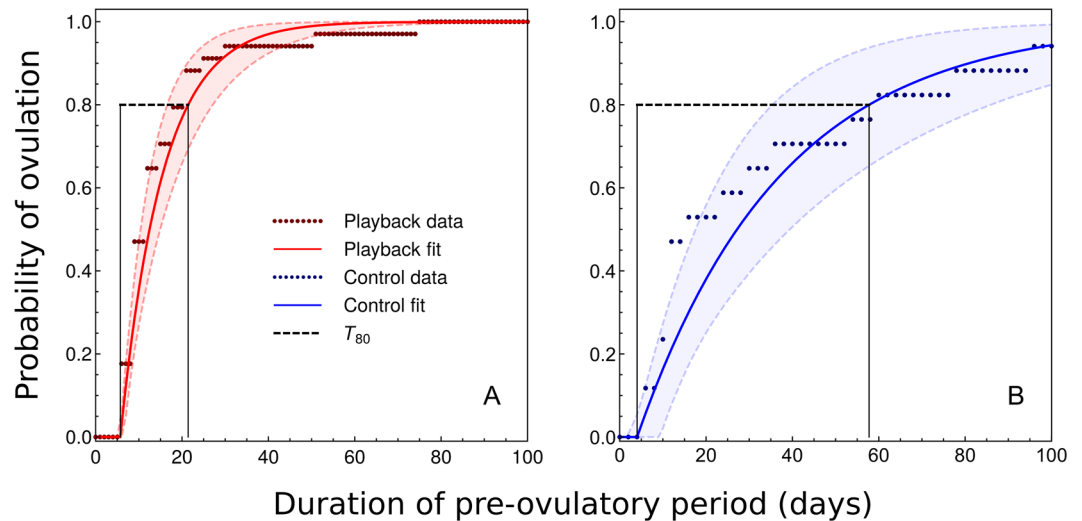 Probability of ovulation
1.0
0.8
0.6
0.4
0.2
0.0
0 20 40 60 80 100
Playback data
Playback fit
Control data
Control fit
T80
A
1.0
0.8
0.6
0.4
0.2
0.0
0 20 40 60 80 100
B
Duration of pre-ovulatory period (days)